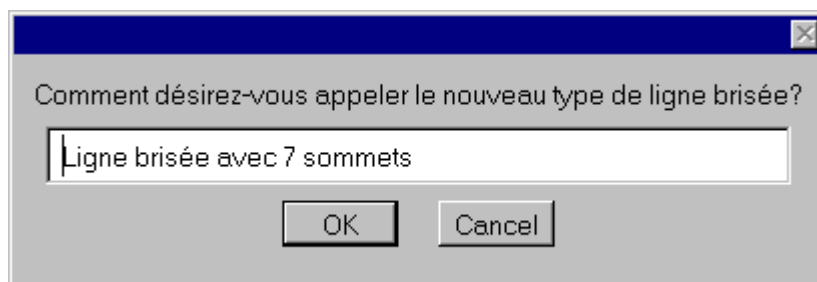 Comment désirez-vous appeler le nouveau type de ligne brisée?
Ligne brisée avec 7 sommets
OK Cancel